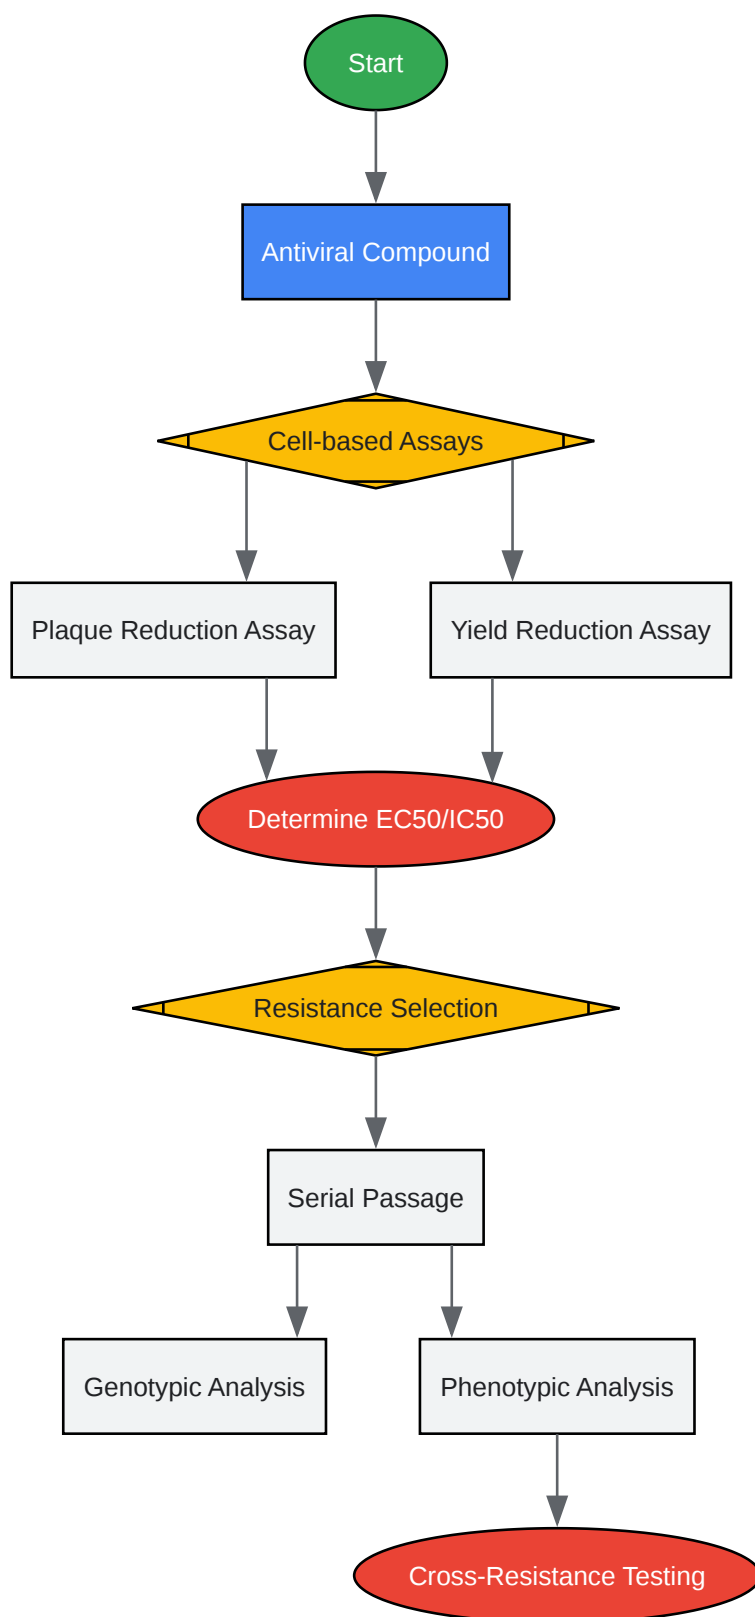 Start
Antiviral Compound
Cell-based Assays
Plaque Reduction Assay
Yield Reduction Assay
Determine EC50/IC50
Resistance Selection
Serial Passage
Genotypic Analysis
Phenotypic Analysis
Cross-Resistance Testing